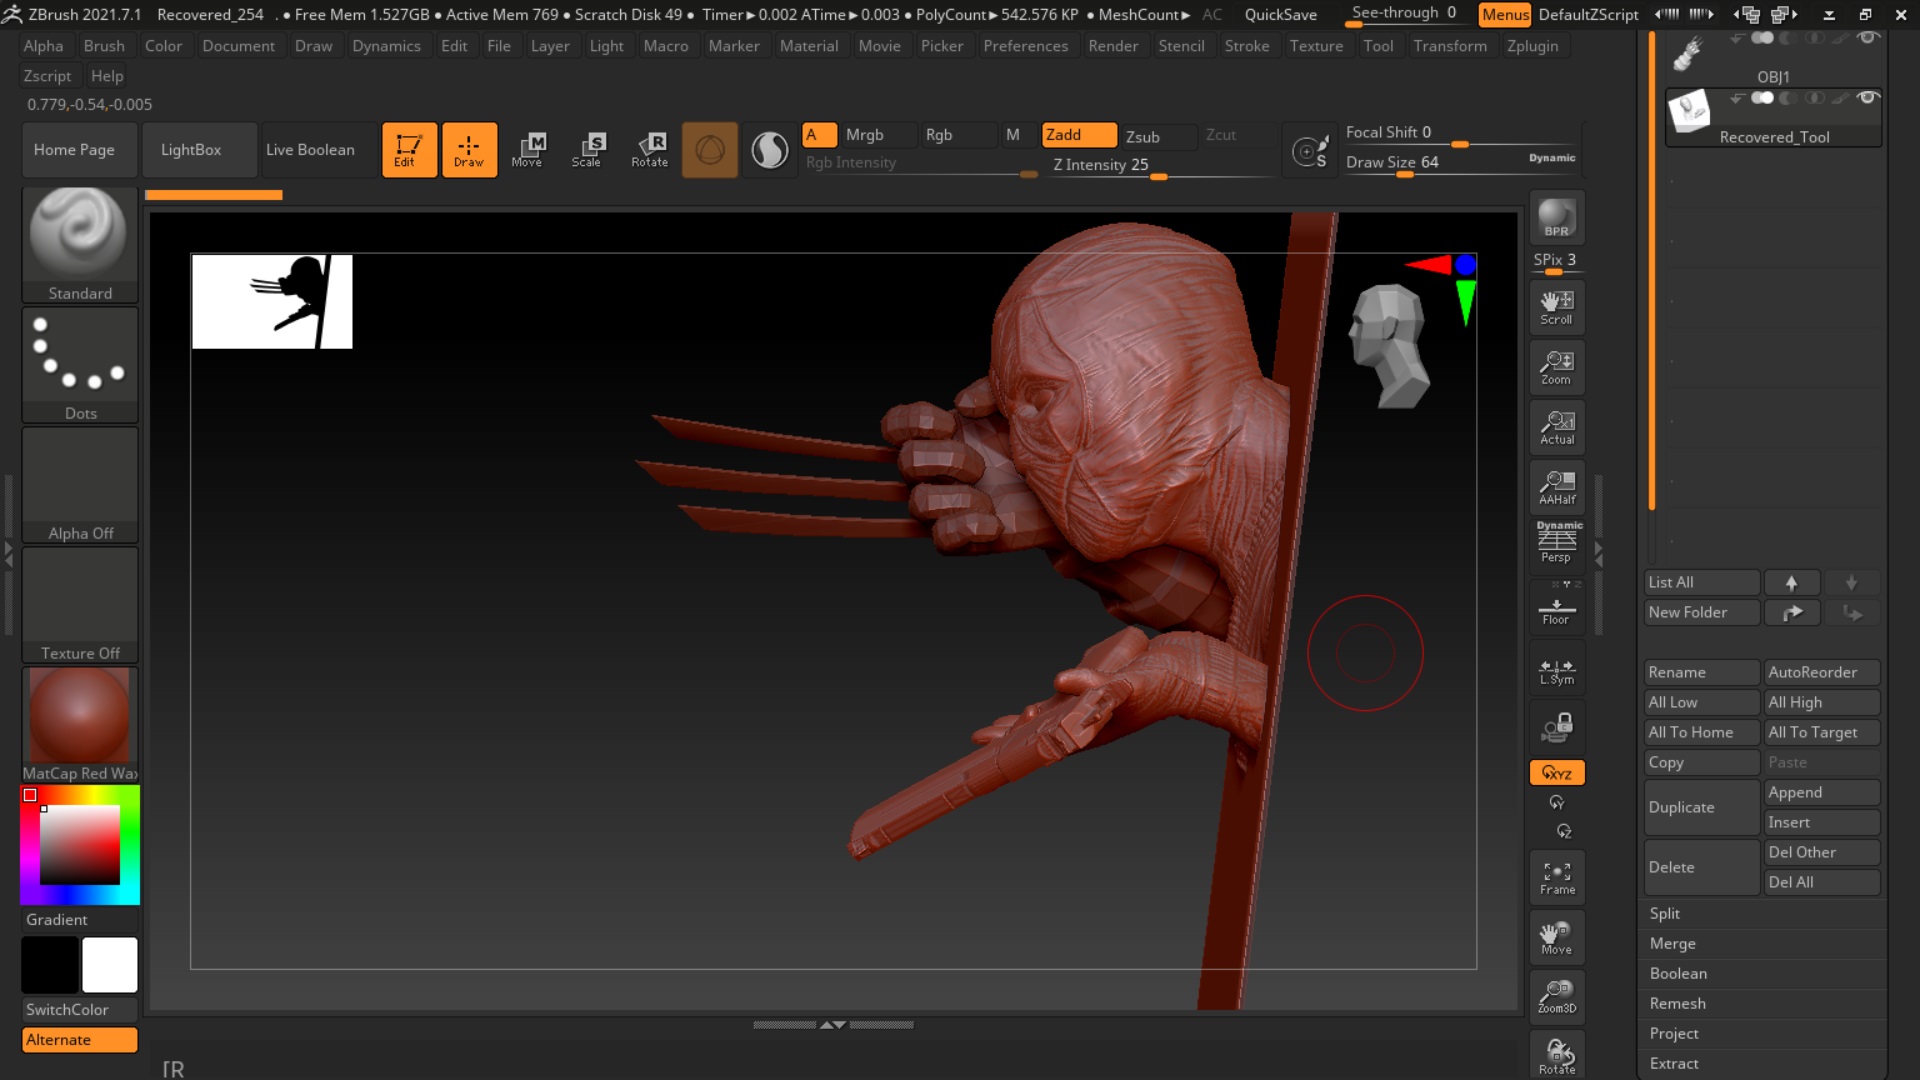 ZBrush 2021.7.1 Recovered_254 . ● Free Mem 1.527GB ● Active Mem 769 ● Scratch Disk 49 ● Timer▶0.002 ATime▶0.003 ● PolyCount▶542.576 KP ● MeshCount▶ AC QuickSave See-through 0 Menus DefaultZScript
Alpha Brush Color Document Draw Dynamics Edit File Layer Light Macro Marker Material Movie Picker Preferences Render Stencil Stroke Texture Tool Transform Zplugin
Zscript Help
0.779,-0.54,-0.005
Home Page LightBox Live Boolean Edit Draw Move Scale Rotate
M S R
A Mrgb Rgb M Zadd Zsub Zcut
Rgb Intensity Z Intensity 25
S
Focal Shift 0
Draw Size 64 Dynamic
Standard
Dots
Alpha Off
Texture Off
MatCap Red Wax
Gradient
SwitchColor
Alternate
[R
BPR
SPix 3
Scroll
Zoom
x1
Actual
AAHalf
Dynamic
Persp
X Y Z
Floor
L.Sym
XYZ
Y
Z
Frame
Move
Zoom3D
Rotate
OBJ1
Recovered_Tool
List All
New Folder
Rename AutoReorder
All Low All High
All To Home All To Target
Copy Paste
Duplicate Append
Insert
Delete Del Other
Del All
Split
Merge
Boolean
Remesh
Project
Extract